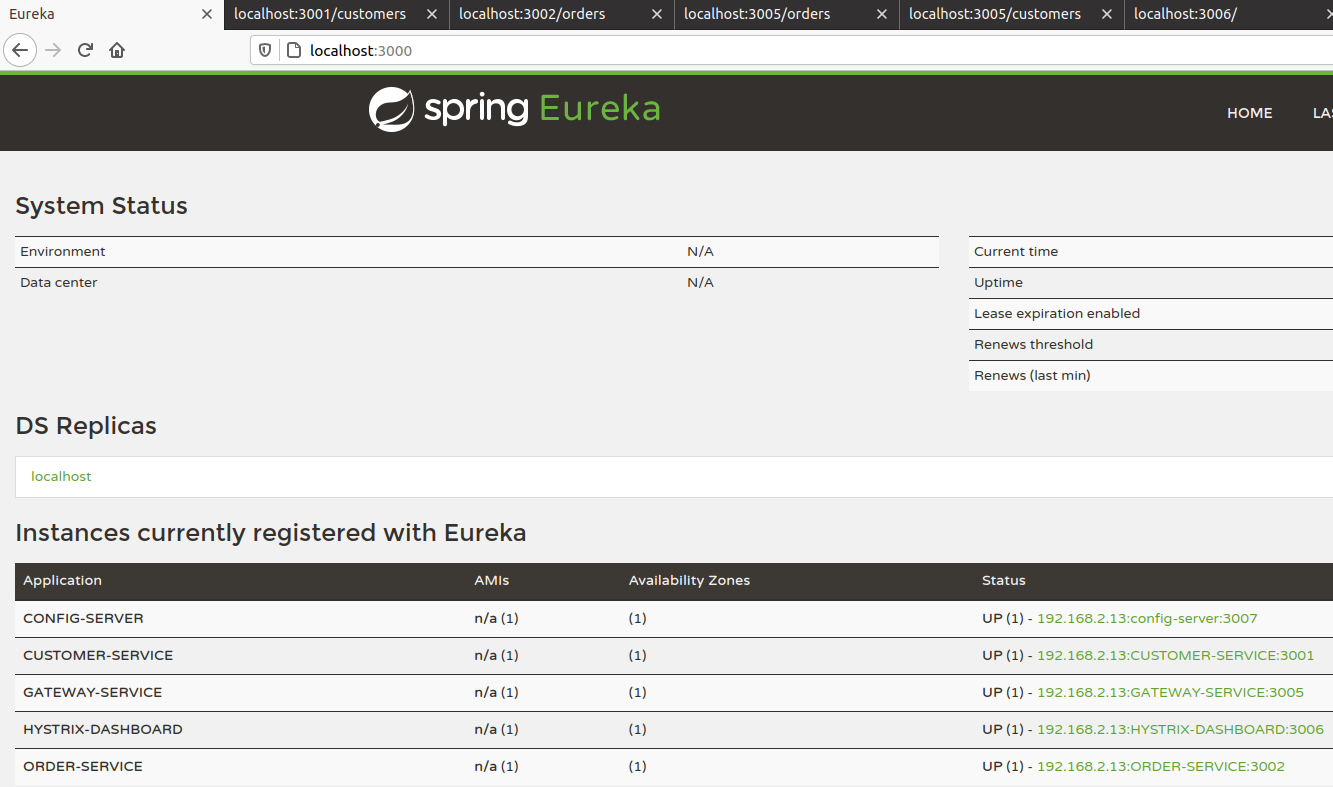 Eureka localhost:3001/customers localhost:3002/orders localhost:3005/orders localhost:3005/customers localhost:3006/
localhost:3000
spring Eureka
HOME LAS
System Status
Environment N/A Current time
Data center N/A Uptime
Lease expiration enabled
Renews threshold
Renews (last min)
DS Replicas
localhost
Instances currently registered with Eureka
Application AMIs Availability Zones Status
CONFIG-SERVER n/a (1) (1) UP (1) - 192.168.2.13:config-server:3007
CUSTOMER-SERVICE n/a (1) (1) UP (1) - 192.168.2.13:CUSTOMER-SERVICE:3001
GATEWAY-SERVICE n/a (1) (1) UP (1) - 192.168.2.13:GATEWAY-SERVICE:3005
HYSTRIX-DASHBOARD n/a (1) (1) UP (1) - 192.168.2.13:HYSTRIX-DASHBOARD:3006
ORDER-SERVICE n/a (1) (1) UP (1) - 192.168.2.13:ORDER-SERVICE:3002